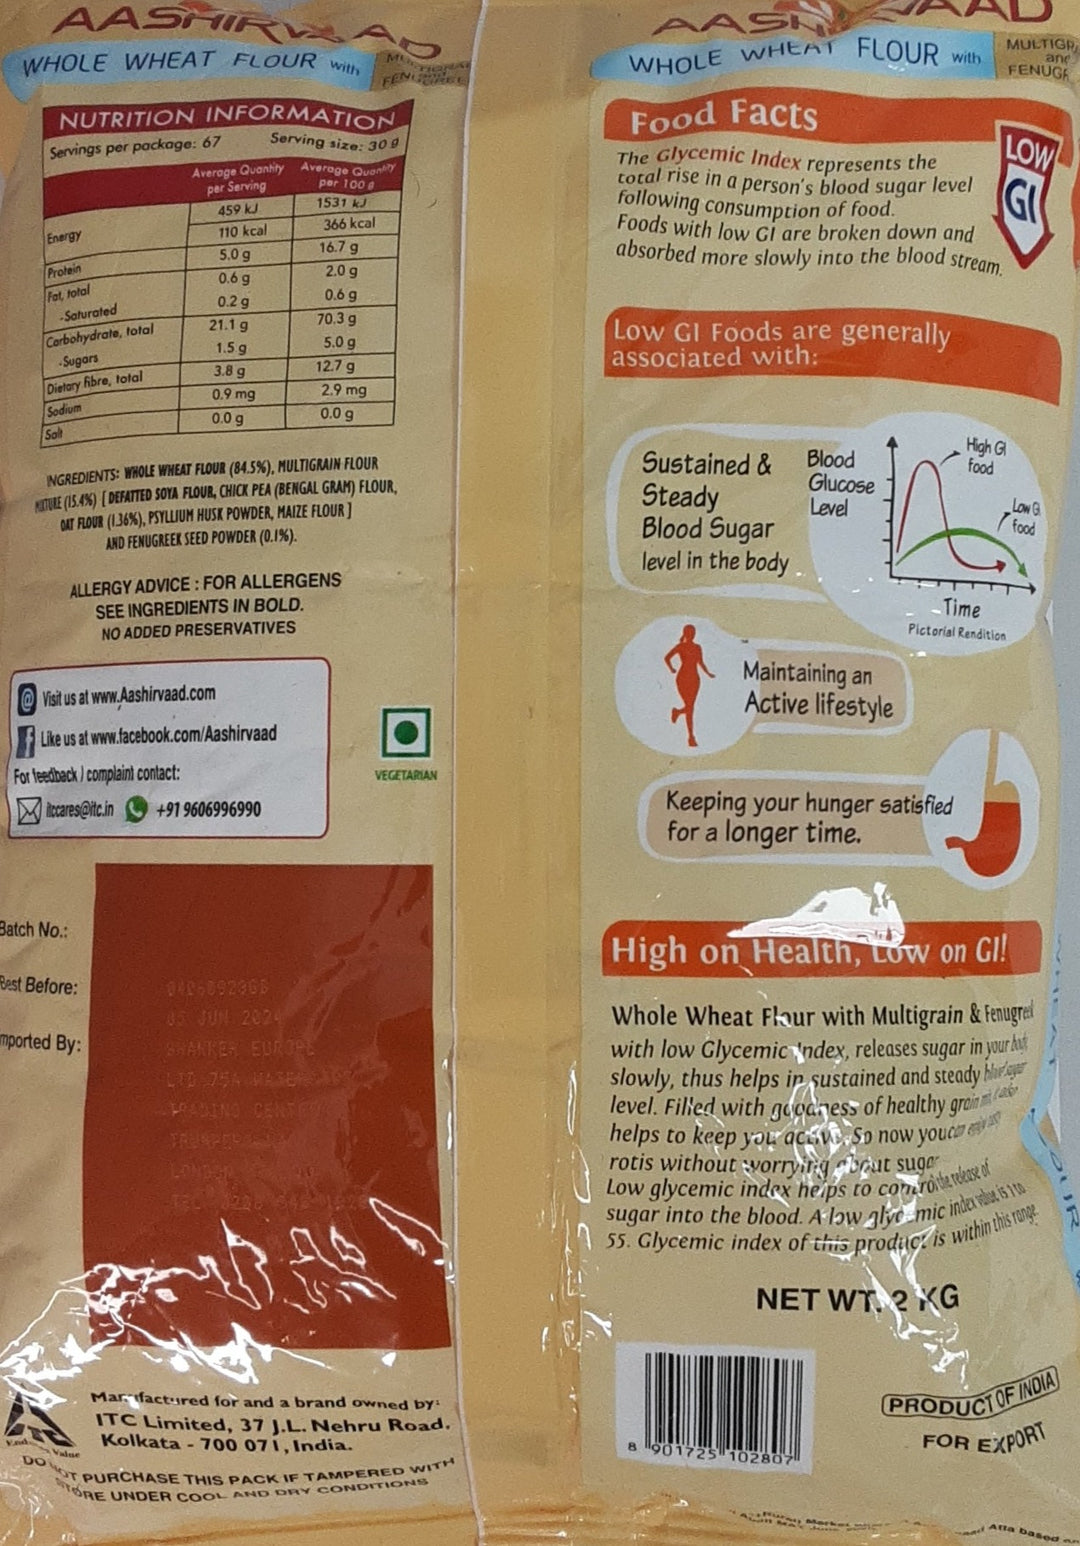 AASHIRVAAD
WHOLE WHEAT FLOUR with
NUTRITION INFORMATION
Servings per package: 67 Serving size: 30 g
Average Quantity per Serving Average Quantity per 100 g
Energy 459 kJ 1531 kJ
110 kcal 366 kcal
Protein 5.0 g 16.7 g
Fat, total 0.6 g 2.0 g
-Saturated 0.2 g 0.6 g
Carbohydrate, total 21.1 g 70.3 g
-Sugars 1.5 g 5.0 g
Dietary fibre, total 3.8 g 12.7 g
Sodium 0.9 mg 2.9 mg
Salt 0.0 g 0.0 g
INGREDIENTS: WHOLE WHEAT FLOUR (84.5%), MULTIGRAIN FLOUR
MIXTURE (15.4%) [ DEFATTED SOYA FLOUR, CHICK PEA (BENGAL GRAM) FLOUR,
OAT FLOUR (1.36%), PSYLLIUM HUSK POWDER, MAIZE FLOUR ]
AND FENUGREEK SEED POWDER (0.1%).
ALLERGY ADVICE : FOR ALLERGENS
SEE INGREDIENTS IN BOLD.
NO ADDED PRESERVATIVES
Visit us at www.Aashirvaad.com
Like us at www.facebook.com/Aashirvaad
For feedback / complaint contact:
itccares@itc.in +91 9606996990
VEGETARIAN
Batch No.:
Best Before:
05 JUN 2024
mported By:
Manufactured for and a brand owned by:
ITC Limited, 37 J.L. Nehru Road.
Kolkata - 700 071, India.
DO NOT PURCHASE THIS PACK IF TAMPERED WITH
STORE UNDER COOL AND DRY CONDITIONS
WHOLE WHEAT FLOUR with
MULTIGR
and
FENUGR
Food Facts
The Glycemic Index represents the
total rise in a person's blood sugar level
following consumption of food.
Foods with low GI are broken down and
absorbed more slowly into the blood stream.
LOW
GI
Low GI Foods are generally
associated with:
Sustained &
Steady
Blood Sugar
level in the body
Blood
Glucose
Level
High GI
food
Low GI
food
Time
Pictorial Rendition
Maintaining an
Active lifestyle
Keeping your hunger satisfied
for a longer time.
High on Health, Low on GI!
Whole Wheat Flour with Multigrain & Fenugreek
with low Glycemic Index, releases sugar in your body
slowly, thus helps in sustained and steady blood sugar
level. Filled with goodness of healthy grain mix, it also
helps to keep you active. So now you can enjoy
rotis without worrying about sugar
Low glycemic index helps to control the release of
sugar into the blood. A low glycemic index value is 1 to
55. Glycemic index of this product is within this range.
NET WT. 2 KG
8 901725 102807
PRODUCT OF INDIA
FOR EXPORT
Atta based